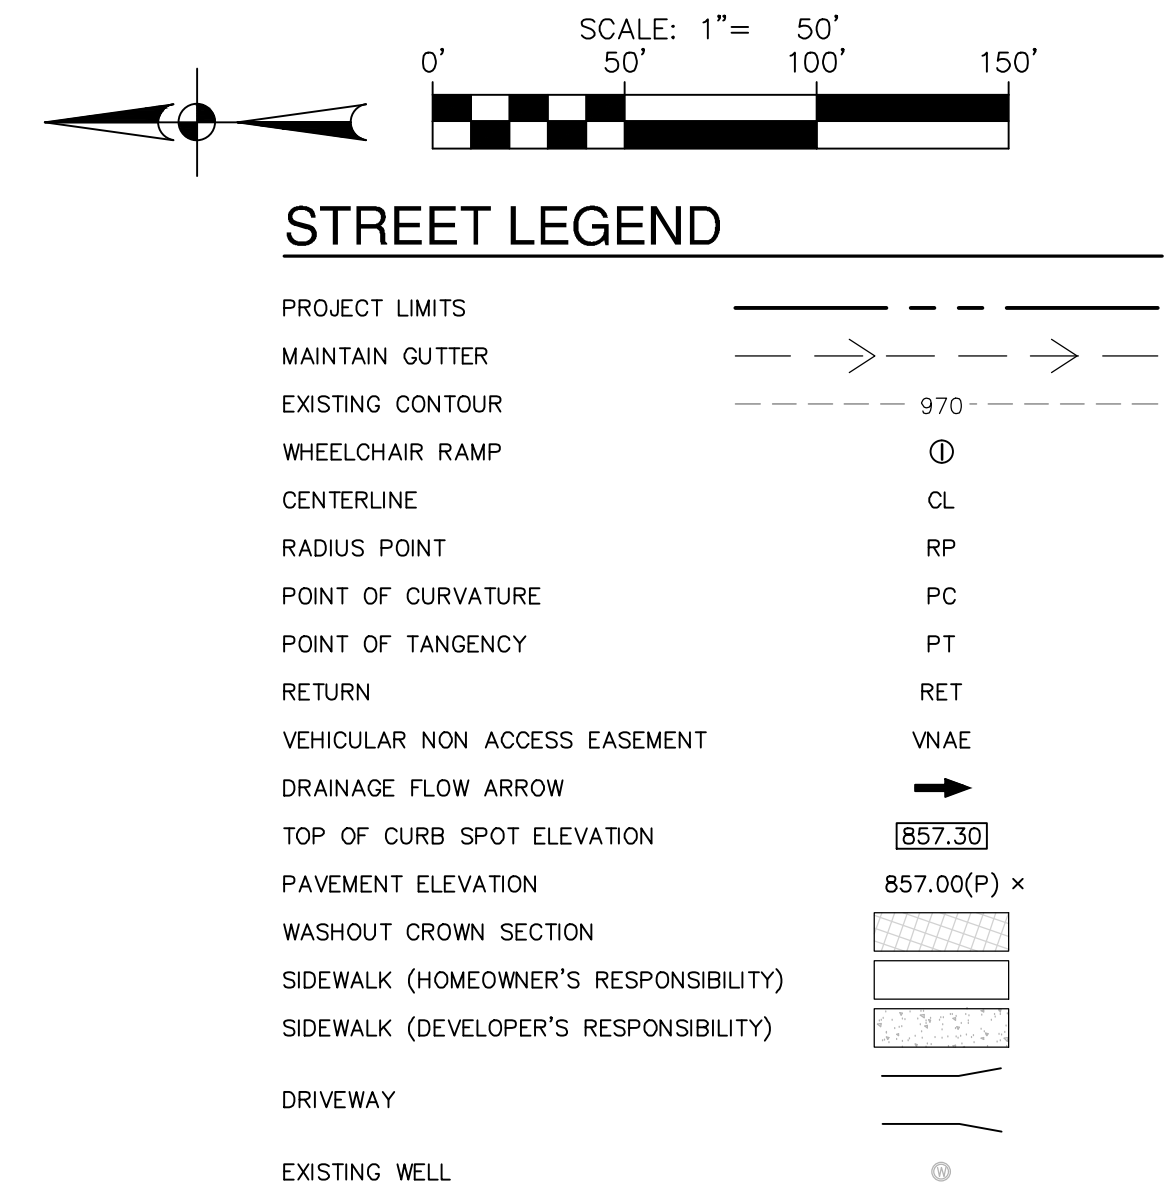 SCALE: 1"= 50'
0' 50' 100' 150'
STREET LEGEND
PROJECT LIMITS
MAINTAIN GUTTER
EXISTING CONTOUR 970
WHEELCHAIR RAMP
CENTERLINE CL
RADIUS POINT RP
POINT OF CURVATURE PC
POINT OF TANGENCY PT
RETURN RET
VEHICULAR NON ACCESS EASEMENT VNAE
DRAINAGE FLOW ARROW
TOP OF CURB SPOT ELEVATION 857.30
PAVEMENT ELEVATION 857.00(P) ×
WASHOUT CROWN SECTION
SIDEWALK (HOMEOWNER'S RESPONSIBILITY)
SIDEWALK (DEVELOPER'S RESPONSIBILITY)
DRIVEWAY
EXISTING WELL W